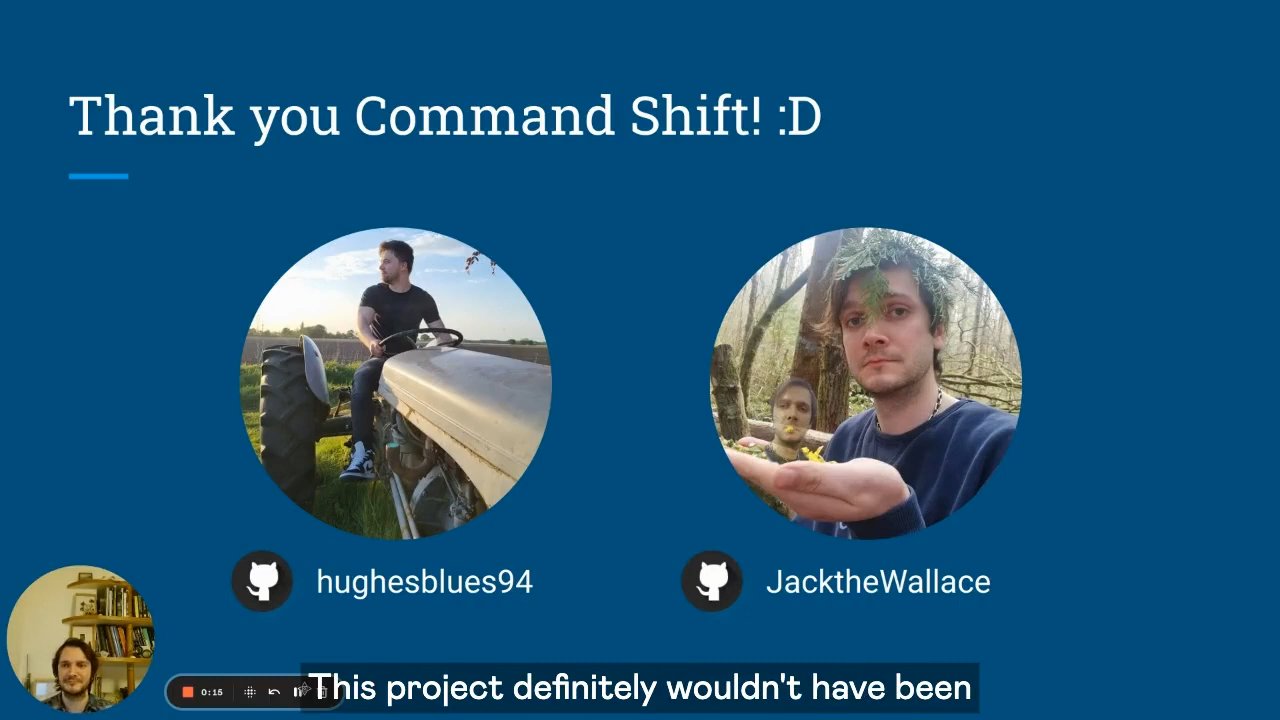 Thank you Command Shift! :D
hughesblues94
JacktheWallace
0:15
This project definitely wouldn't have been